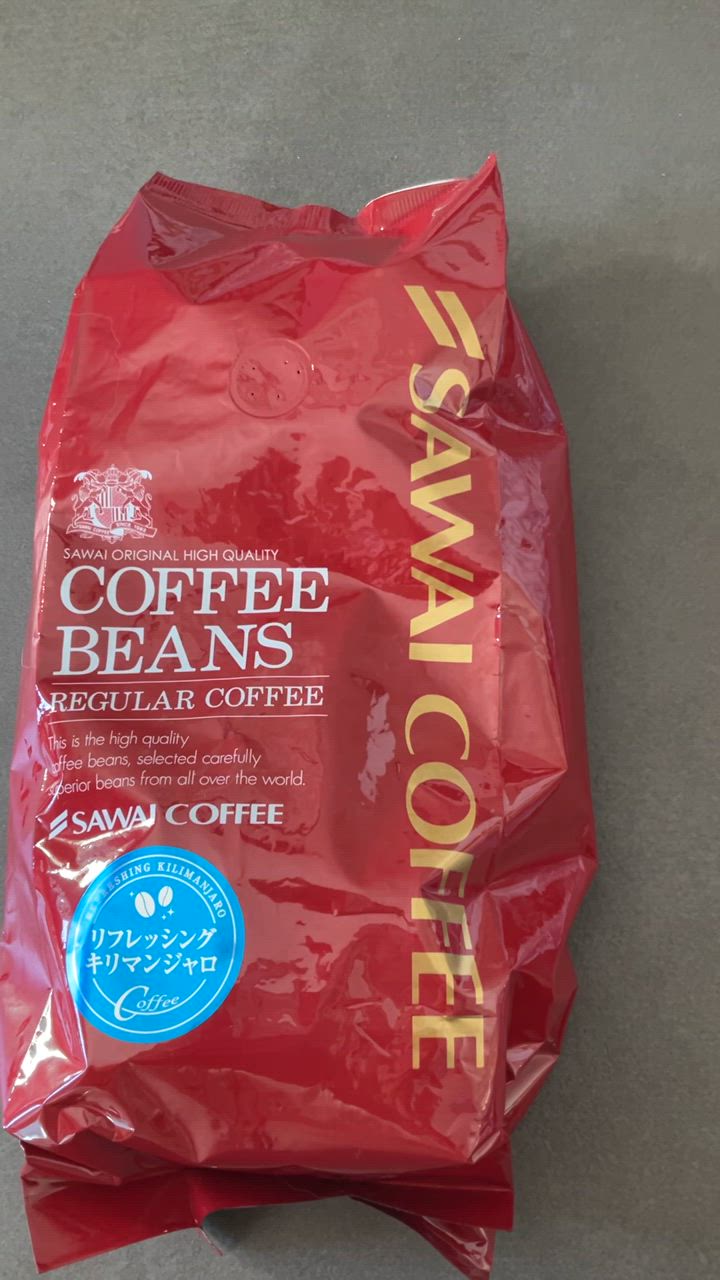 SAWAI COFFEE
SAWAI ORIGINAL HIGH QUALITY
COFFEE
BEANS
REGULAR COFFEE
This is the high quality
coffee beans, selected carefully
superior beans from all over the world.
SAWAI COFFEE
REFRESHING KILIMANJARO
リフレッシング
キリマンジャロ
Coffee